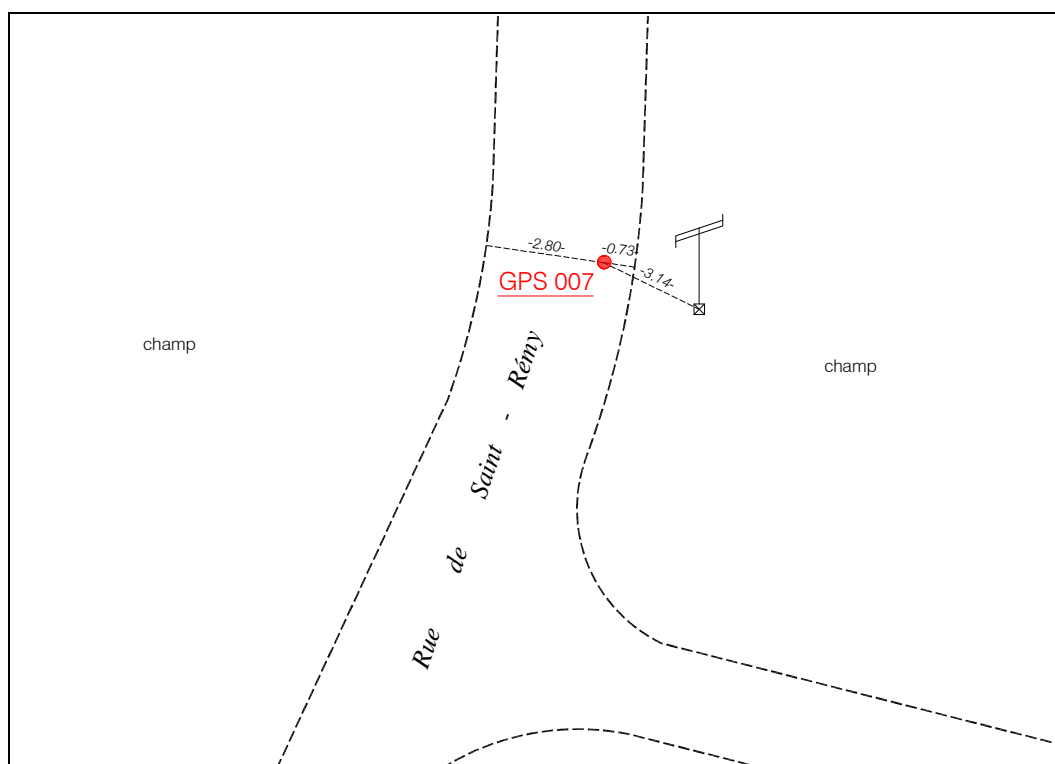 -2.80-
-0.73-
-3.14-
GPS 007
champ
champ
Rue de Saint - Rémy